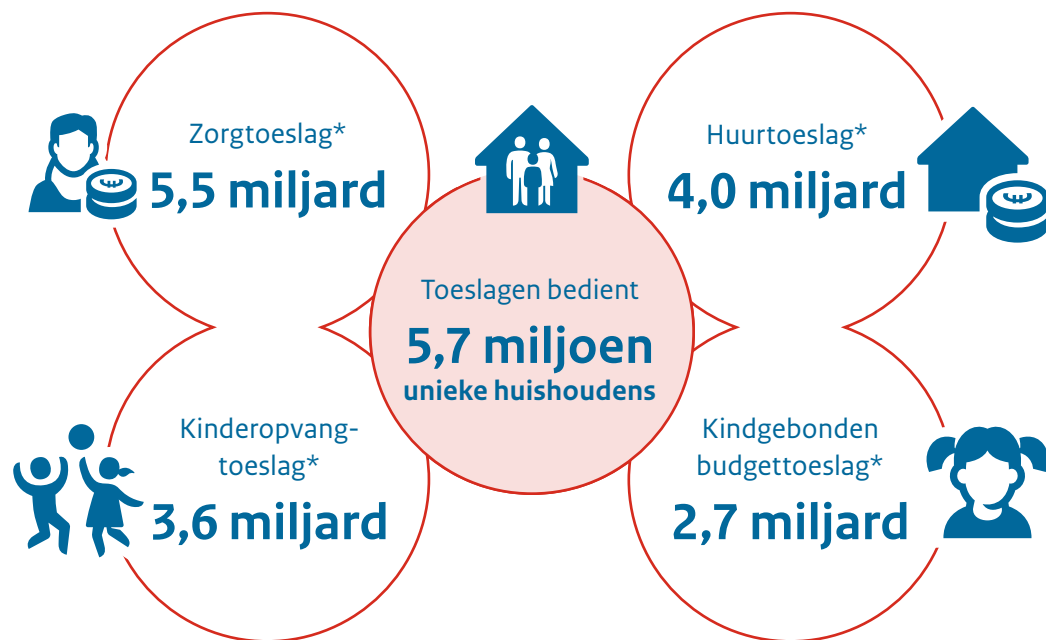 Zorgtoeslag*
5,5 miljard
Huurtoeslag*
4,0 miljard
Toeslagen bedient
5,7 miljoen
unieke huishoudens
Kinderopvang-
toeslag*
3,6 miljard
Kindgebonden
budgettoeslag*
2,7 miljard